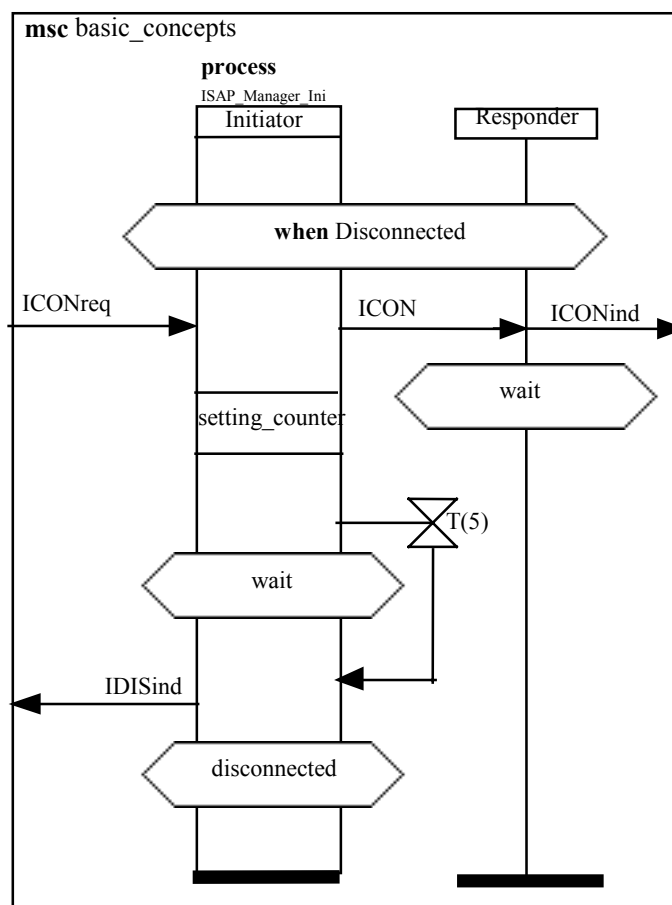 msc basic_concepts
process
ISAP_Manager_Ini
Initiator
Responder
when Disconnected
ICONreq
ICON
ICONind
wait
setting_counter
T(5)
wait
IDISind
disconnected